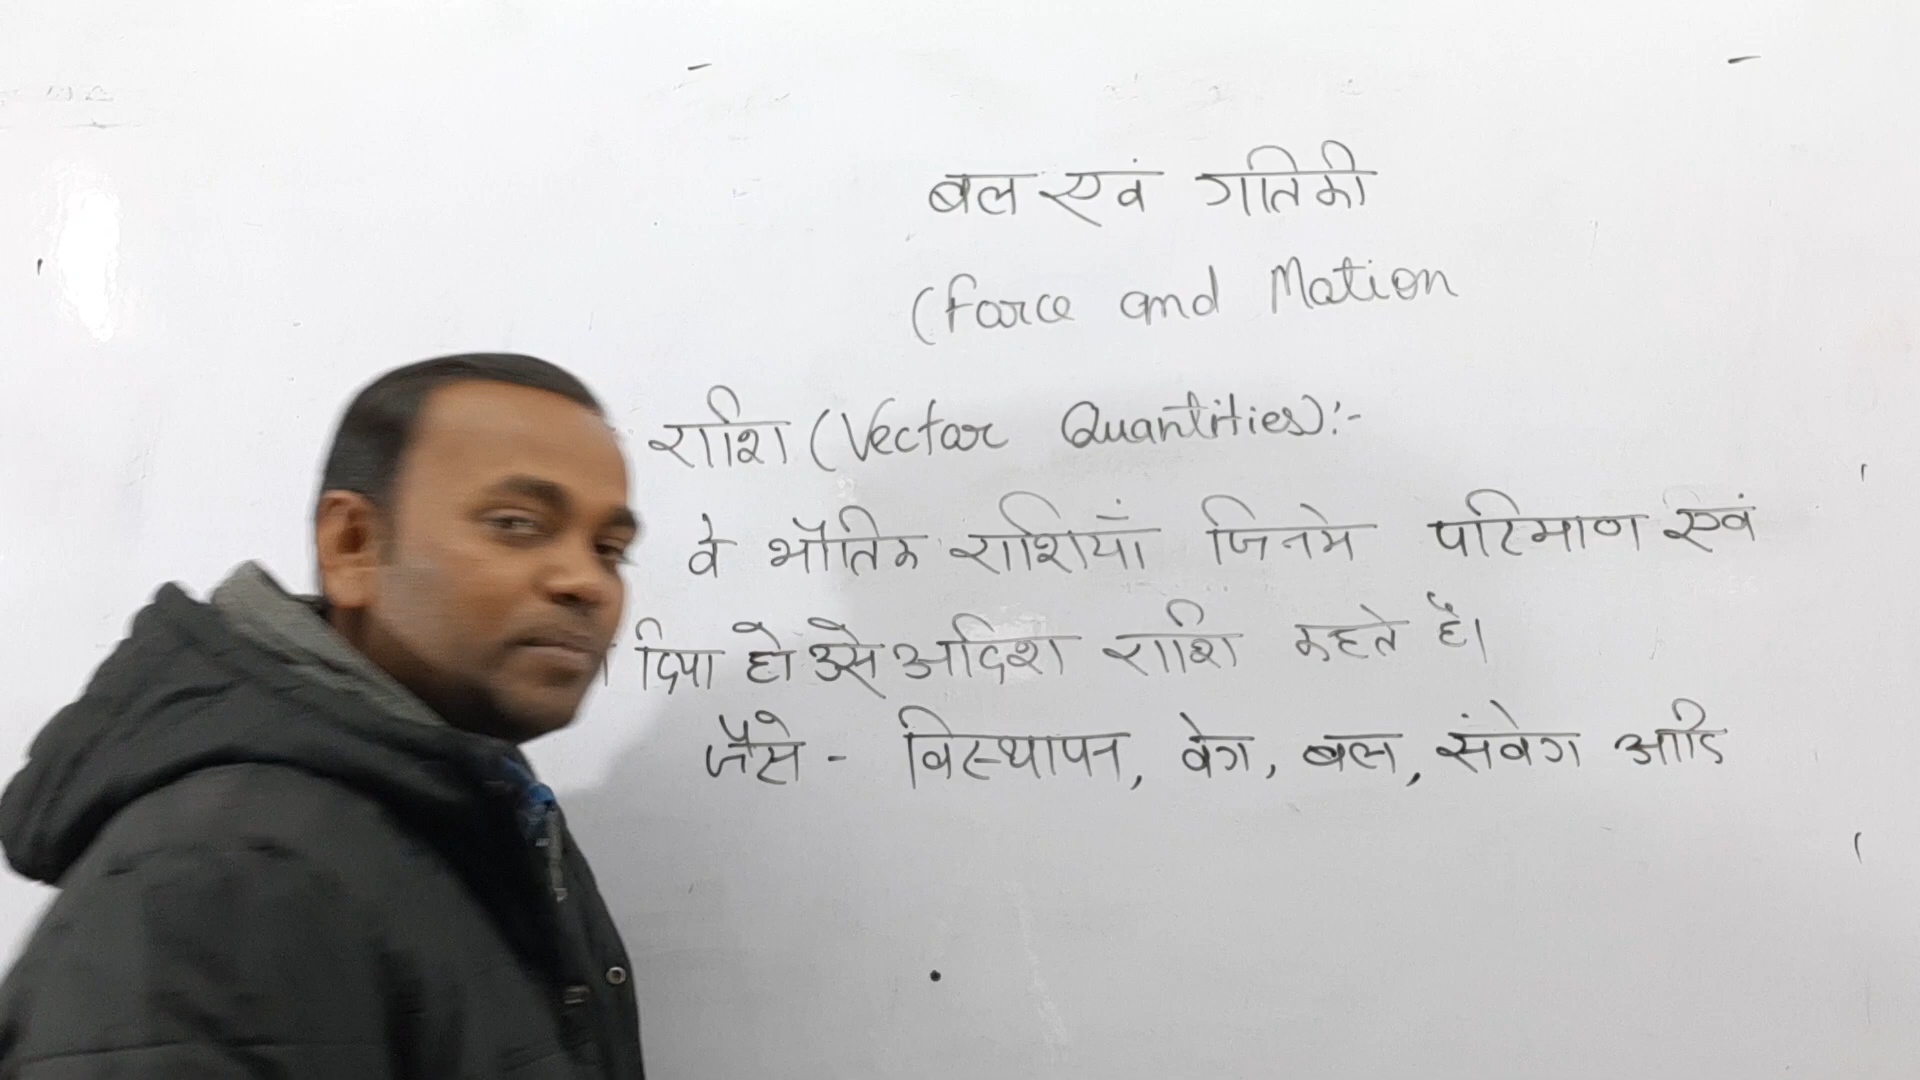 बल एवं गतिकी
(Force and Motion
राशि (Vector Quantities):-
वे भौतिक राशियाँ जिनमे परिमाण एवं
दिया हो उसे अदिश राशि कहते है।
जैसे - विस्थापन, वेग, बल, संवेग आदि